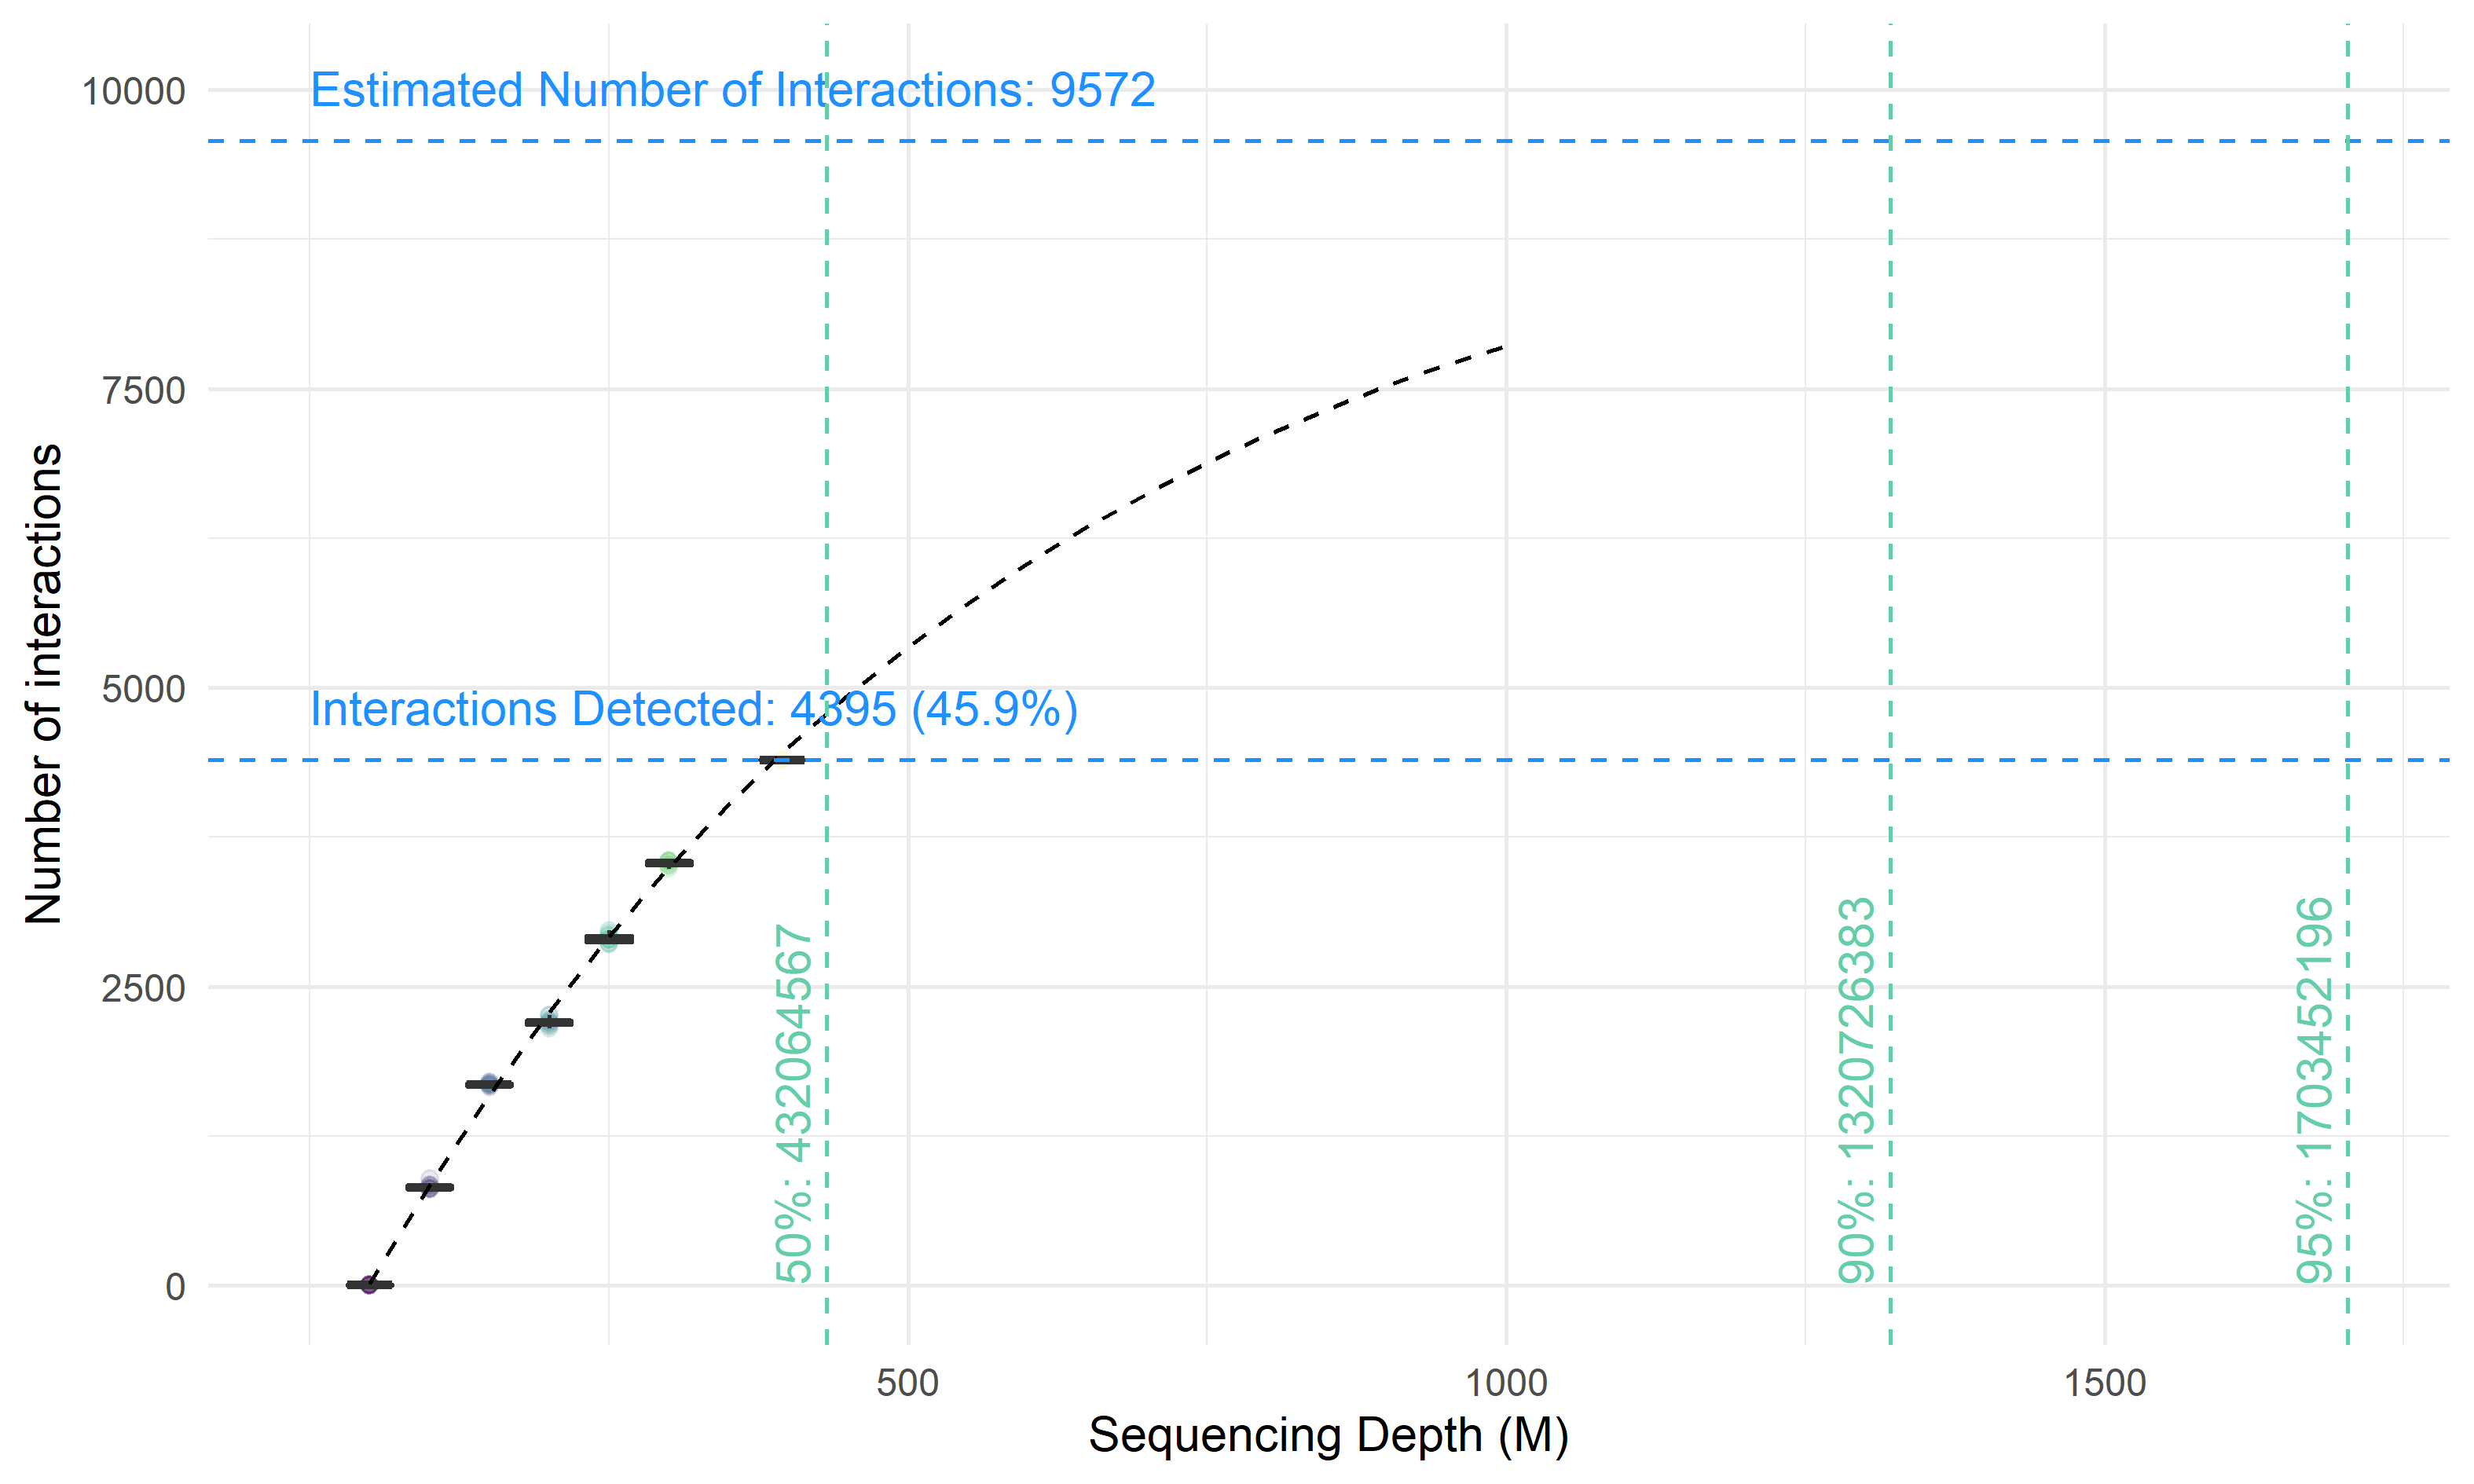 10000
Estimated Number of Interactions: 9572
7500
5000
Interactions Detected: 4395 (45.9%)
2500
0
Number of interactions
50%: 432064567
90%: 1320726383
95%: 1703452196
500
1000
1500
Sequencing Depth (M)